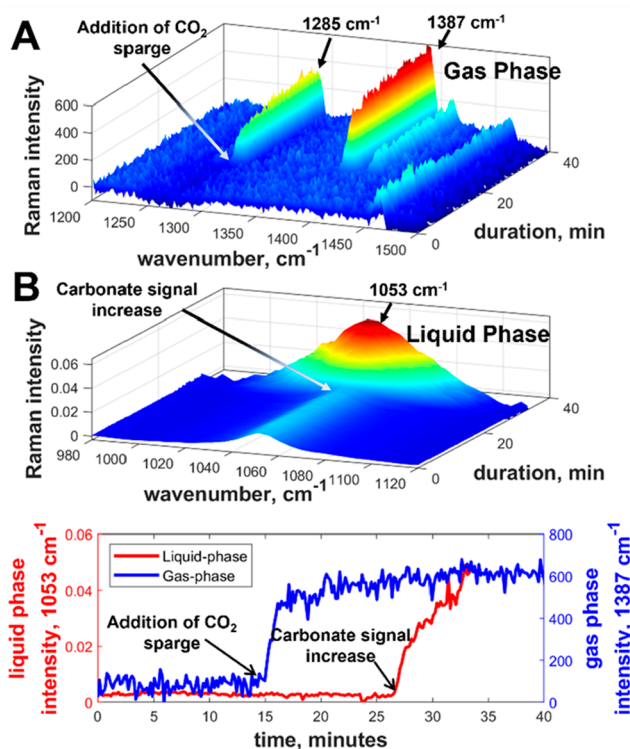 A
Addition of CO2
sparge
1285 cm-1
1387 cm-1
Gas Phase
Raman intensity
600
400
200
0
1200
1250
1300
1350
1400
1450
1500
wavenumber, cm-1
0
20
40
duration, min
B
Carbonate signal
increase
1053 cm-1
Liquid Phase
Raman intensity
0.06
0.04
0.02
0
980
1000
1020
1040
1060
1080
1100
1120
wavenumber, cm-1
0
20
40
duration, min
liquid phase
intensity, 1053 cm-1
0.06
0.04
0.02
0
Liquid-phase
Gas-phase
Addition of CO2
sparge
Carbonate signal
increase
800
600
400
200
0
gas phase
intensity, 1387 cm-1
0 5 10 15 20 25 30 35 40
time, minutes